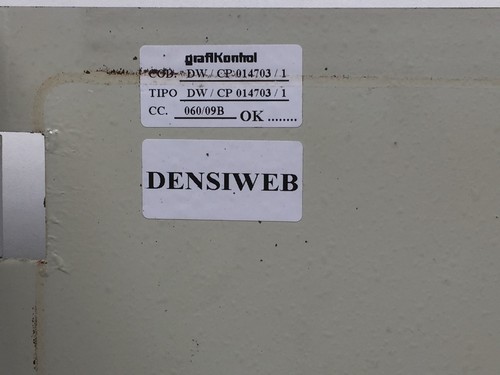 grafiKontrol
COD. DW / CP 014703 / 1
TIPO DW / CP 014703 / 1
CC. 060/09B OK ........
DENSIWEB